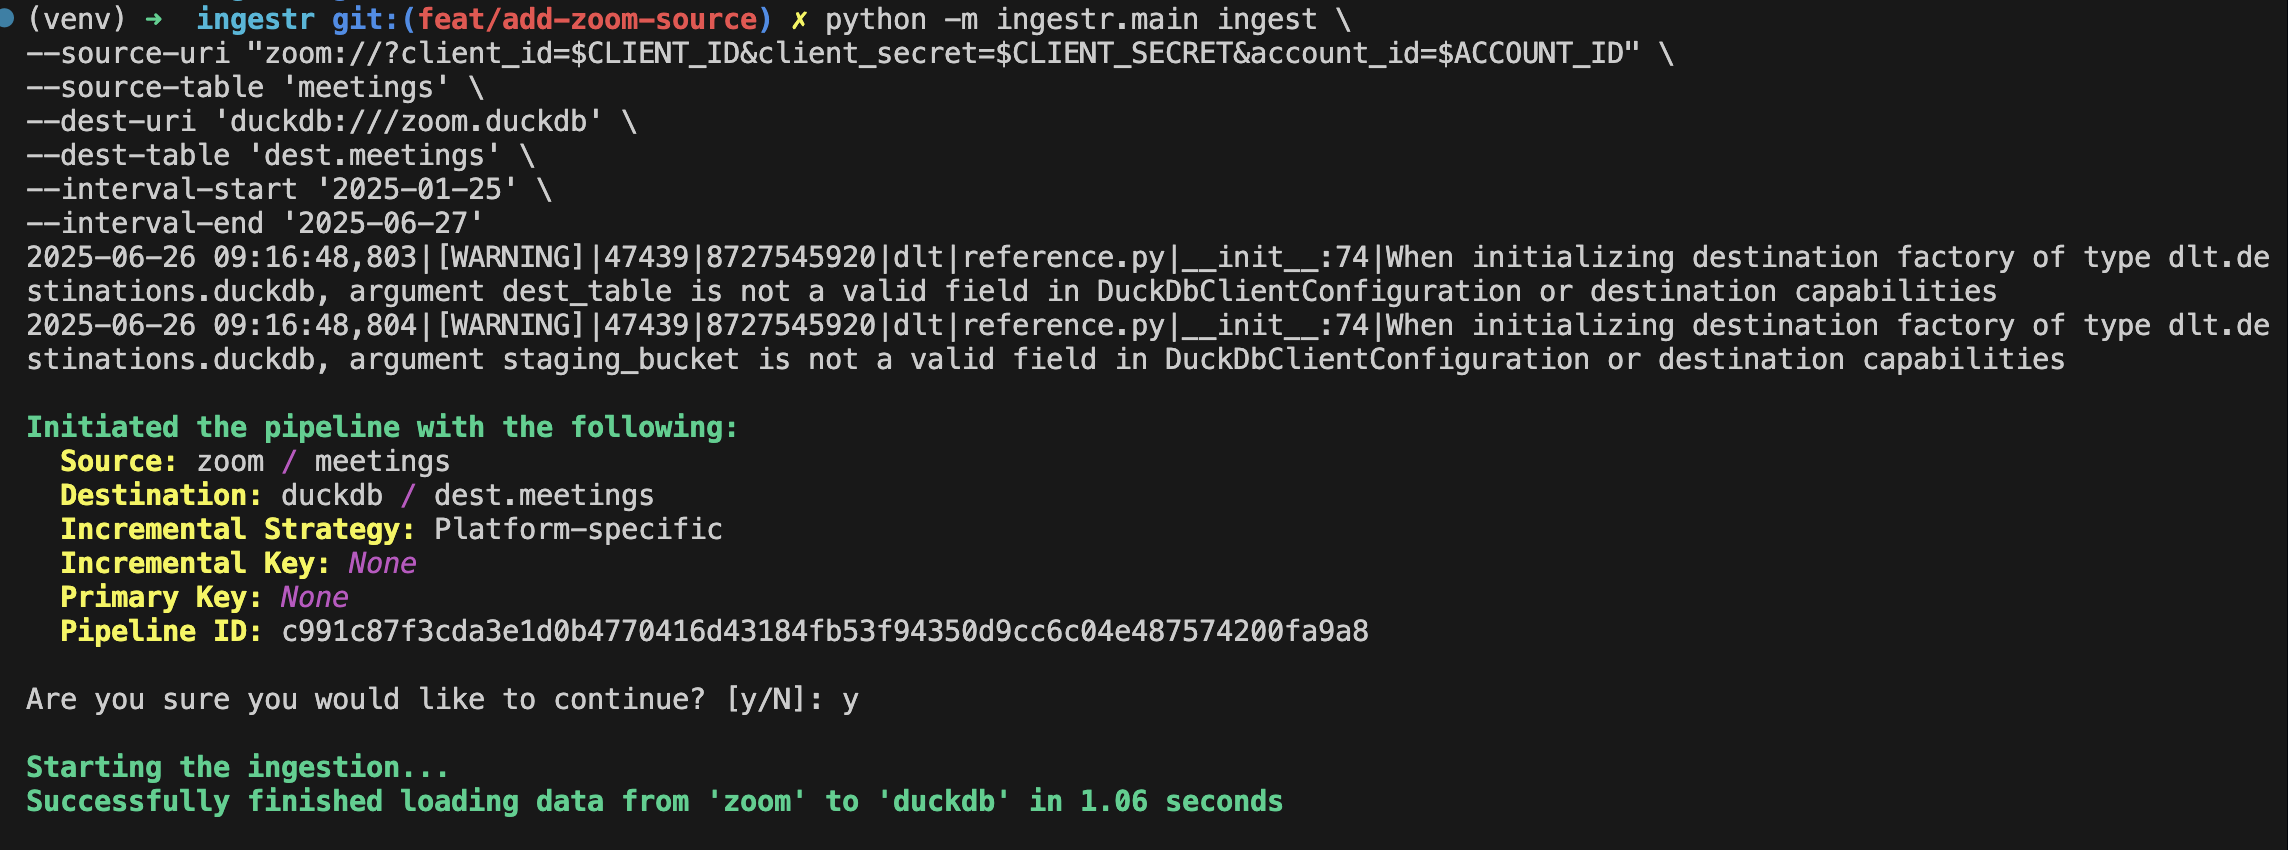 (venv) ➜  ingestr git:(feat/add-zoom-source) ✗ python -m ingestr.main ingest \
--source-uri "zoom://?client_id=$CLIENT_ID&client_secret=$CLIENT_SECRET&account_id=$ACCOUNT_ID" \
--source-table 'meetings' \
--dest-uri 'duckdb:///zoom.duckdb' \
--dest-table 'dest.meetings' \
--interval-start '2025-01-25' \
--interval-end '2025-06-27'
2025-06-26 09:16:48,803|[WARNING]|47439|8727545920|dlt|reference.py|__init__:74|When initializing destination factory of type dlt.de
stinations.duckdb, argument dest_table is not a valid field in DuckDbClientConfiguration or destination capabilities
2025-06-26 09:16:48,804|[WARNING]|47439|8727545920|dlt|reference.py|__init__:74|When initializing destination factory of type dlt.de
stinations.duckdb, argument staging_bucket is not a valid field in DuckDbClientConfiguration or destination capabilities
Initiated the pipeline with the following:
Source: zoom / meetings
Destination: duckdb / dest.meetings
Incremental Strategy: Platform-specific
Incremental Key: None
Primary Key: None
Pipeline ID: c991c87f3cda3e1d0b4770416d43184fb53f94350d9cc6c04e487574200fa9a8
Are you sure you would like to continue? [y/N]: y
Starting the ingestion...
Successfully finished loading data from 'zoom' to 'duckdb' in 1.06 seconds